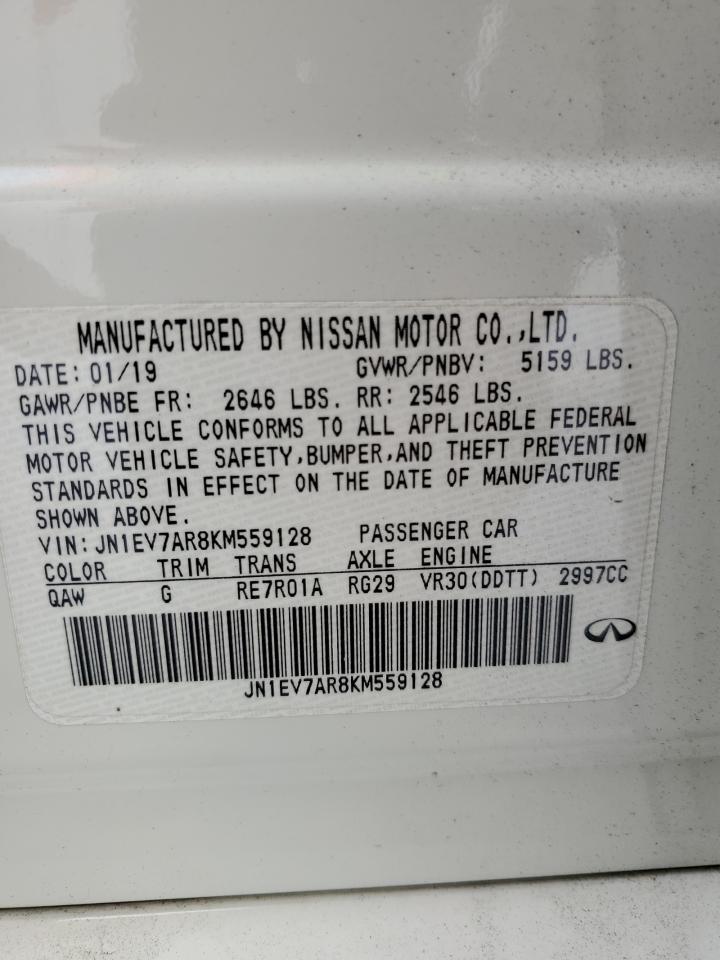 MANUFACTURED BY NISSAN MOTOR CO.,LTD.
DATE: 01/19 GVWR/PNBV: 5159 LBS.
GAWR/PNBE FR: 2646 LBS. RR: 2546 LBS.
THIS VEHICLE CONFORMS TO ALL APPLICABLE FEDERAL
MOTOR VEHICLE SAFETY,BUMPER,AND THEFT PREVENTION
STANDARDS IN EFFECT ON THE DATE OF MANUFACTURE
SHOWN ABOVE.
VIN:JN1EV7AR8KM559128 PASSENGER CAR
COLOR TRIM TRANS AXLE ENGINE
QAW G RE7R01A RG29 VR30(DDTT) 2997CC
JN1EV7AR8KM559128